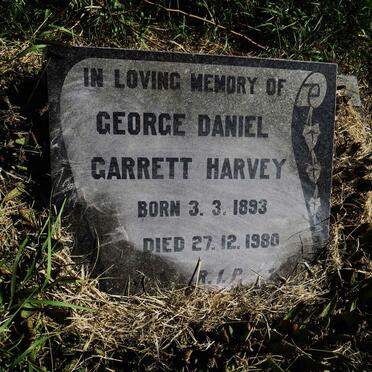 IN LOVING MEMORY OF
GEORGE DANIEL
GARRETT HARVEY
BORN 3. 3. 1893
DIED 27. 12. 1980
R.I.P.